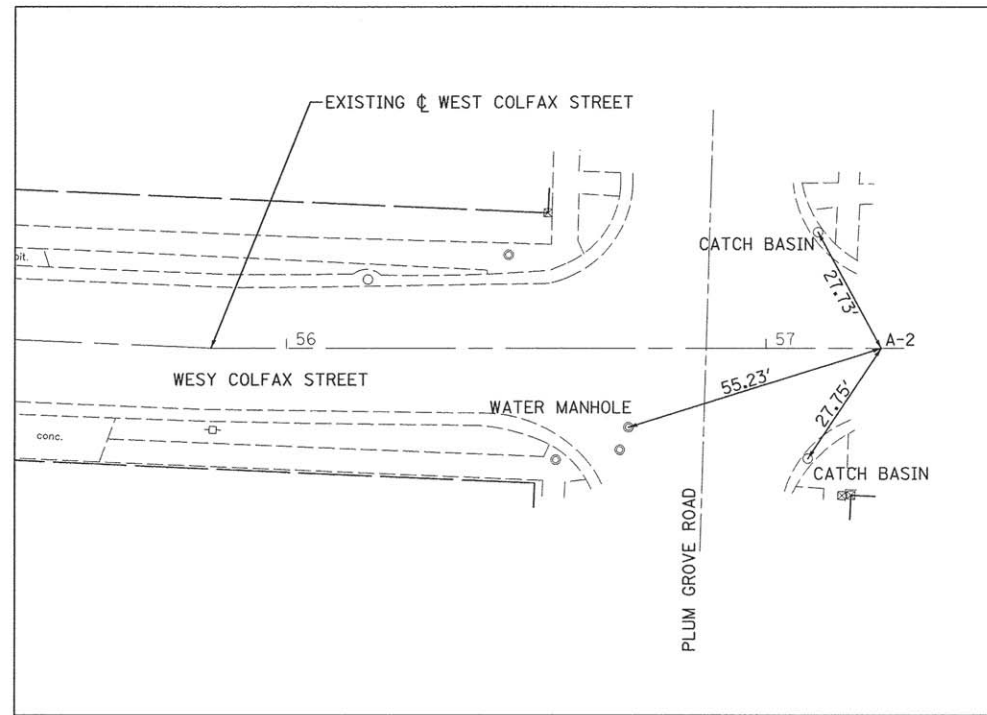 EXISTING ℄ WEST COLFAX STREET
CATCH BASIN
27.73'
56
57
A-2
WESY COLFAX STREET
55.23'
WATER MANHOLE
27.75'
conc.
CATCH BASIN
PLUM GROVE ROAD